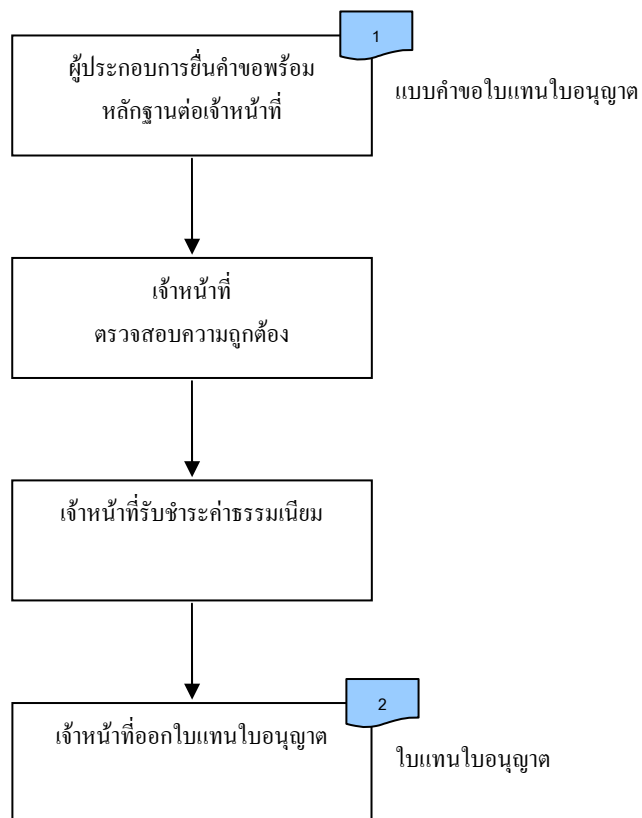 1
ผู้ประกอบการยื่นคำขอพร้อม
หลักฐานต่อเจ้าหน้าที่
แบบคำขอใบแทนใบอนุญาต
เจ้าหน้าที่
ตรวจสอบความถูกต้อง
เจ้าหน้าที่รับชำระค่าธรรมเนียม
2
เจ้าหน้าที่ออกใบแทนใบอนุญาต
ใบแทนใบอนุญาต